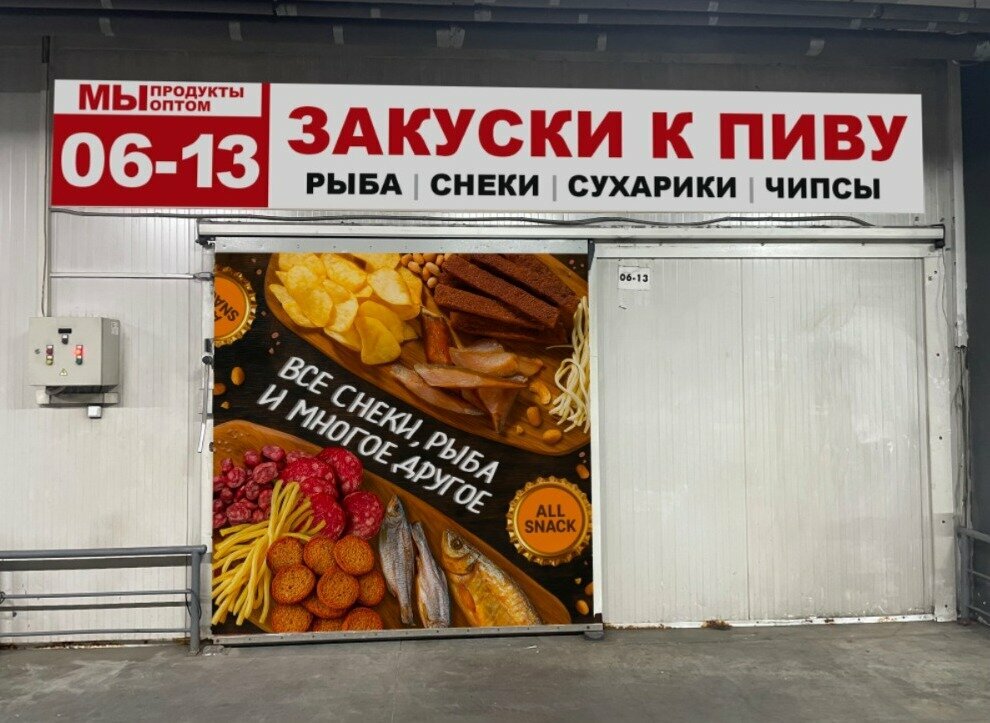 МЫ ПРОДУКТЫ ОПТОМ
06-13
ЗАКУСКИ К ПИВУ
РЫБА | СНЕКИ | СУХАРИКИ | ЧИПСЫ
06-13
ВСЕ СНЕКИ, РЫБА
И МНОГОЕ ДРУГОЕ
ALL
SNACK